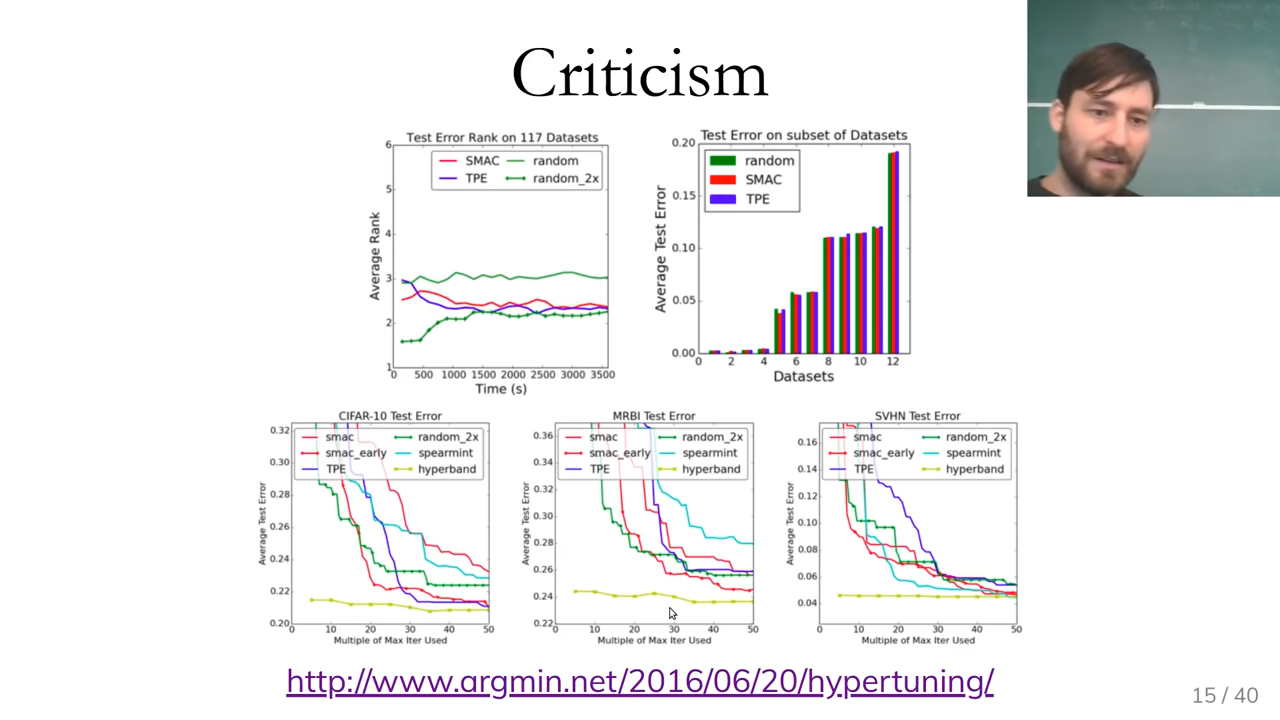 Criticism
Test Error Rank on 117 Datasets
SMAC random
TPE random_2x
6
5
4
3
2
1
Average Rank
0 500 1000 1500 2000 2500 3000 3500
Time (s)
Test Error on subset of Datasets
random
SMAC
TPE
0.20
0.15
0.10
0.05
0.00
Average Test Error
0 2 4 6 8 10 12
Datasets
CIFAR-10 Test Error
smac random_2x
smac_early spearmint
TPE hyperband
0.32
0.30
0.28
0.26
0.24
0.22
0.20
Average Test Error
0 10 20 30 40 50
Multiple of Max Iter Used
MRBI Test Error
smac random_2x
smac_early spearmint
TPE hyperband
0.36
0.34
0.32
0.30
0.28
0.26
0.24
0.22
Average Test Error
0 10 20 30 40 50
Multiple of Max Iter Used
SVHN Test Error
smac random_2x
smac_early spearmint
TPE hyperband
0.16
0.14
0.12
0.10
0.08
0.06
0.04
Average Test Error
0 10 20 30 40 50
Multiple of Max Iter Used
http://www.argmin.net/2016/06/20/hypertuning/
15 / 40